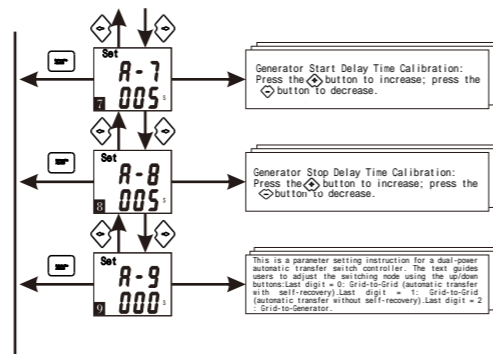 Set
A-7
7
005 s
Generator Start Delay Time Calibration:
Press the button to increase; press the
button to decrease.
Set
A-8
8
005 s
Generator Stop Delay Time Calibration:
Press the button to increase; press the
button to decrease.
Set
A-9
9
000 s
This is a parameter setting instruction for a dual-power
automatic transfer switch controller. The text guides
users to adjust the switching node using the up/down
buttons:Last digit = 0: Grid-to-Grid (automatic transfer
with self-recovery).Last digit = 1: Grid-to-Grid
(automatic transfer without self-recovery).Last digit = 2
: Grid-to-Generator.